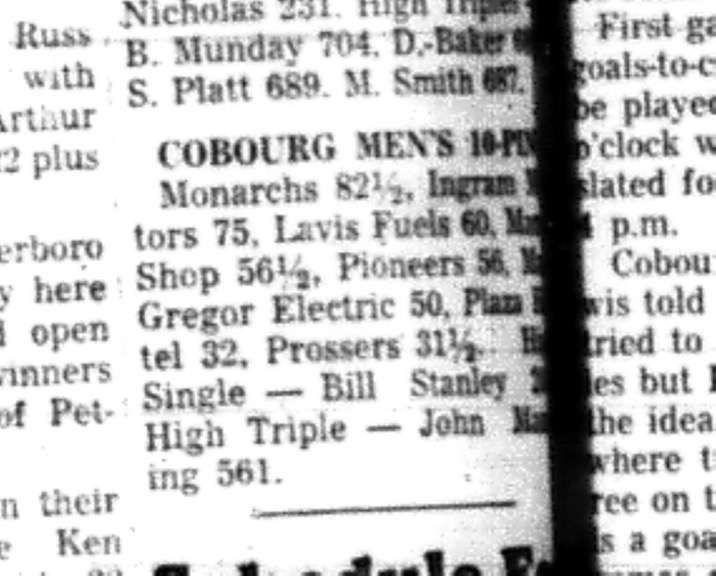 Russ
with
Arthur
2 plus
erboro
y here
open
winners
of Pet-
n their
e Ken
Nicholas 231. High Triple
B. Munday 704, D. Baker
S. Platt 689. M. Smith 687.
COBOURG MEN'S 10-PIN
Monarchs 82½, Ingram
tors 75, Lavis Fuels 60,
Shop 56½, Pioneers 56,
Gregor Electric 50, Plaza
tel 32, Prossers 31½.
Single — Bill Stanley
High Triple — John
ing 561.
First ga
goals-to-c
be played
o'clock w
slated fo
p.m.
Cobou
wis told
tried to
es but
the idea
where t
ree on t
is a goa